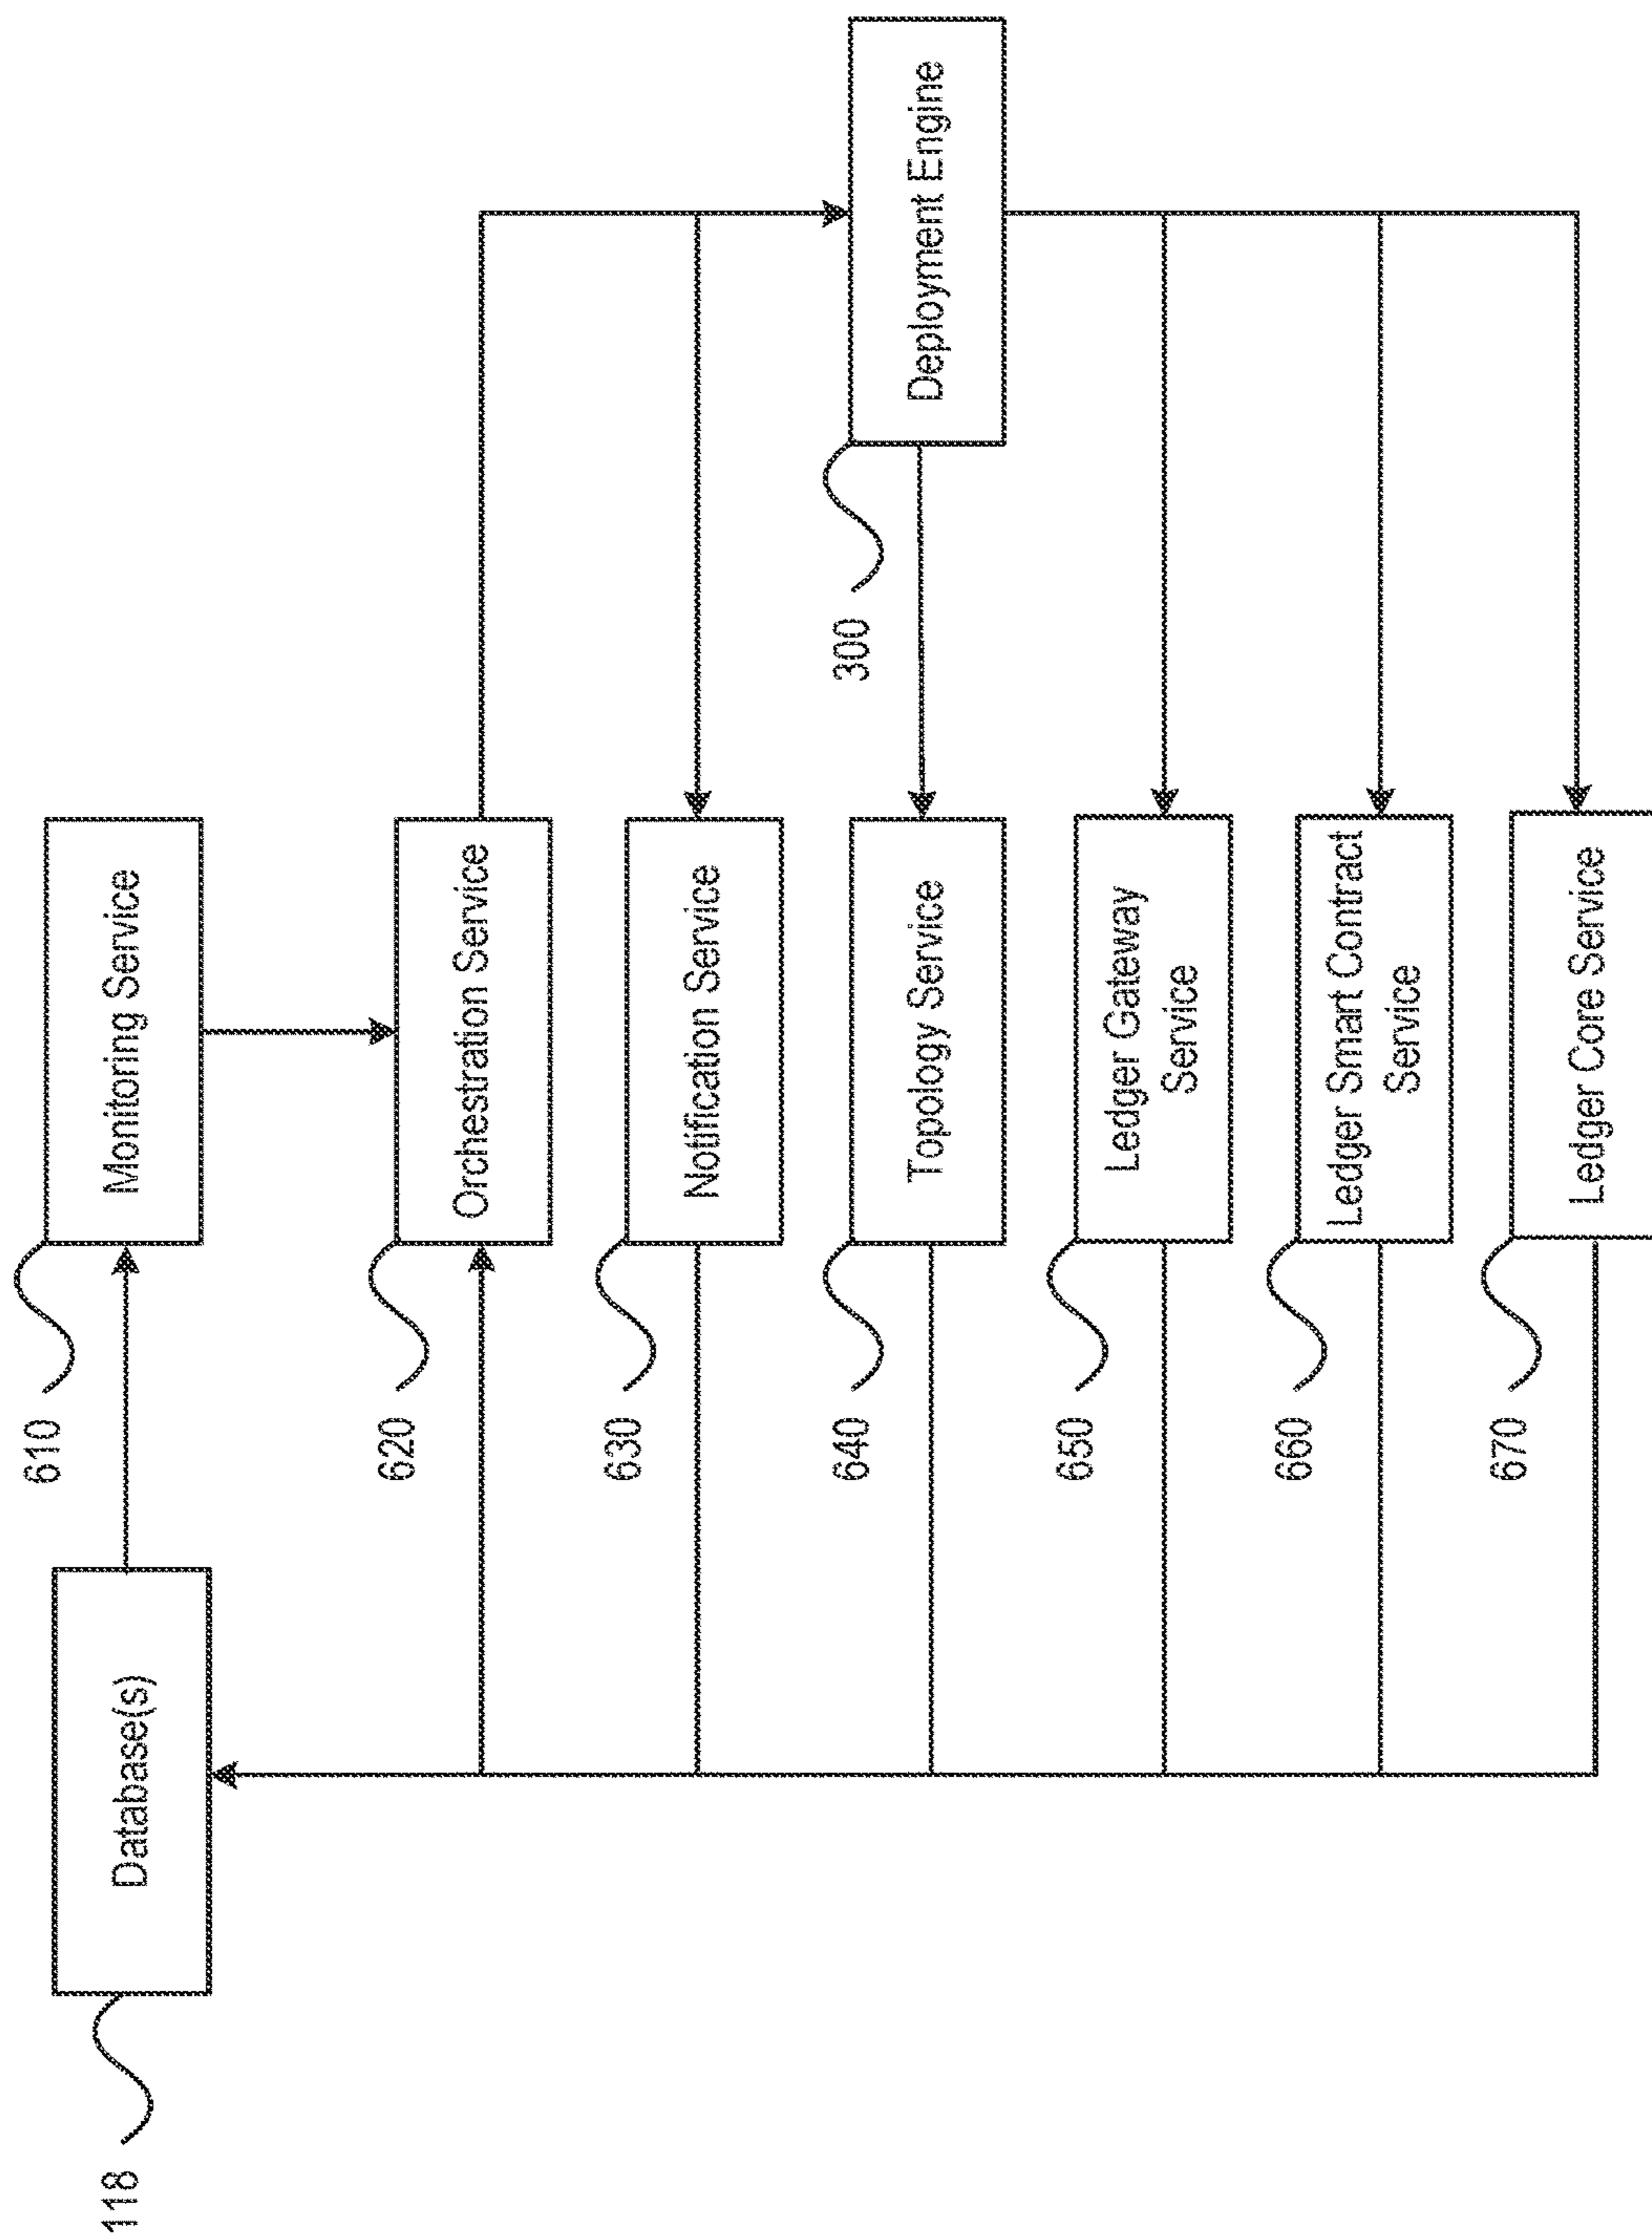 118
Database(s)
610
Monitoring Service
620
Orchestration Service
630
Notification Service
640
Topology Service
300
Deployment Engine
650
Ledger Gateway
Service
660
Ledger Smart Contract
Service
670
Ledger Core Service